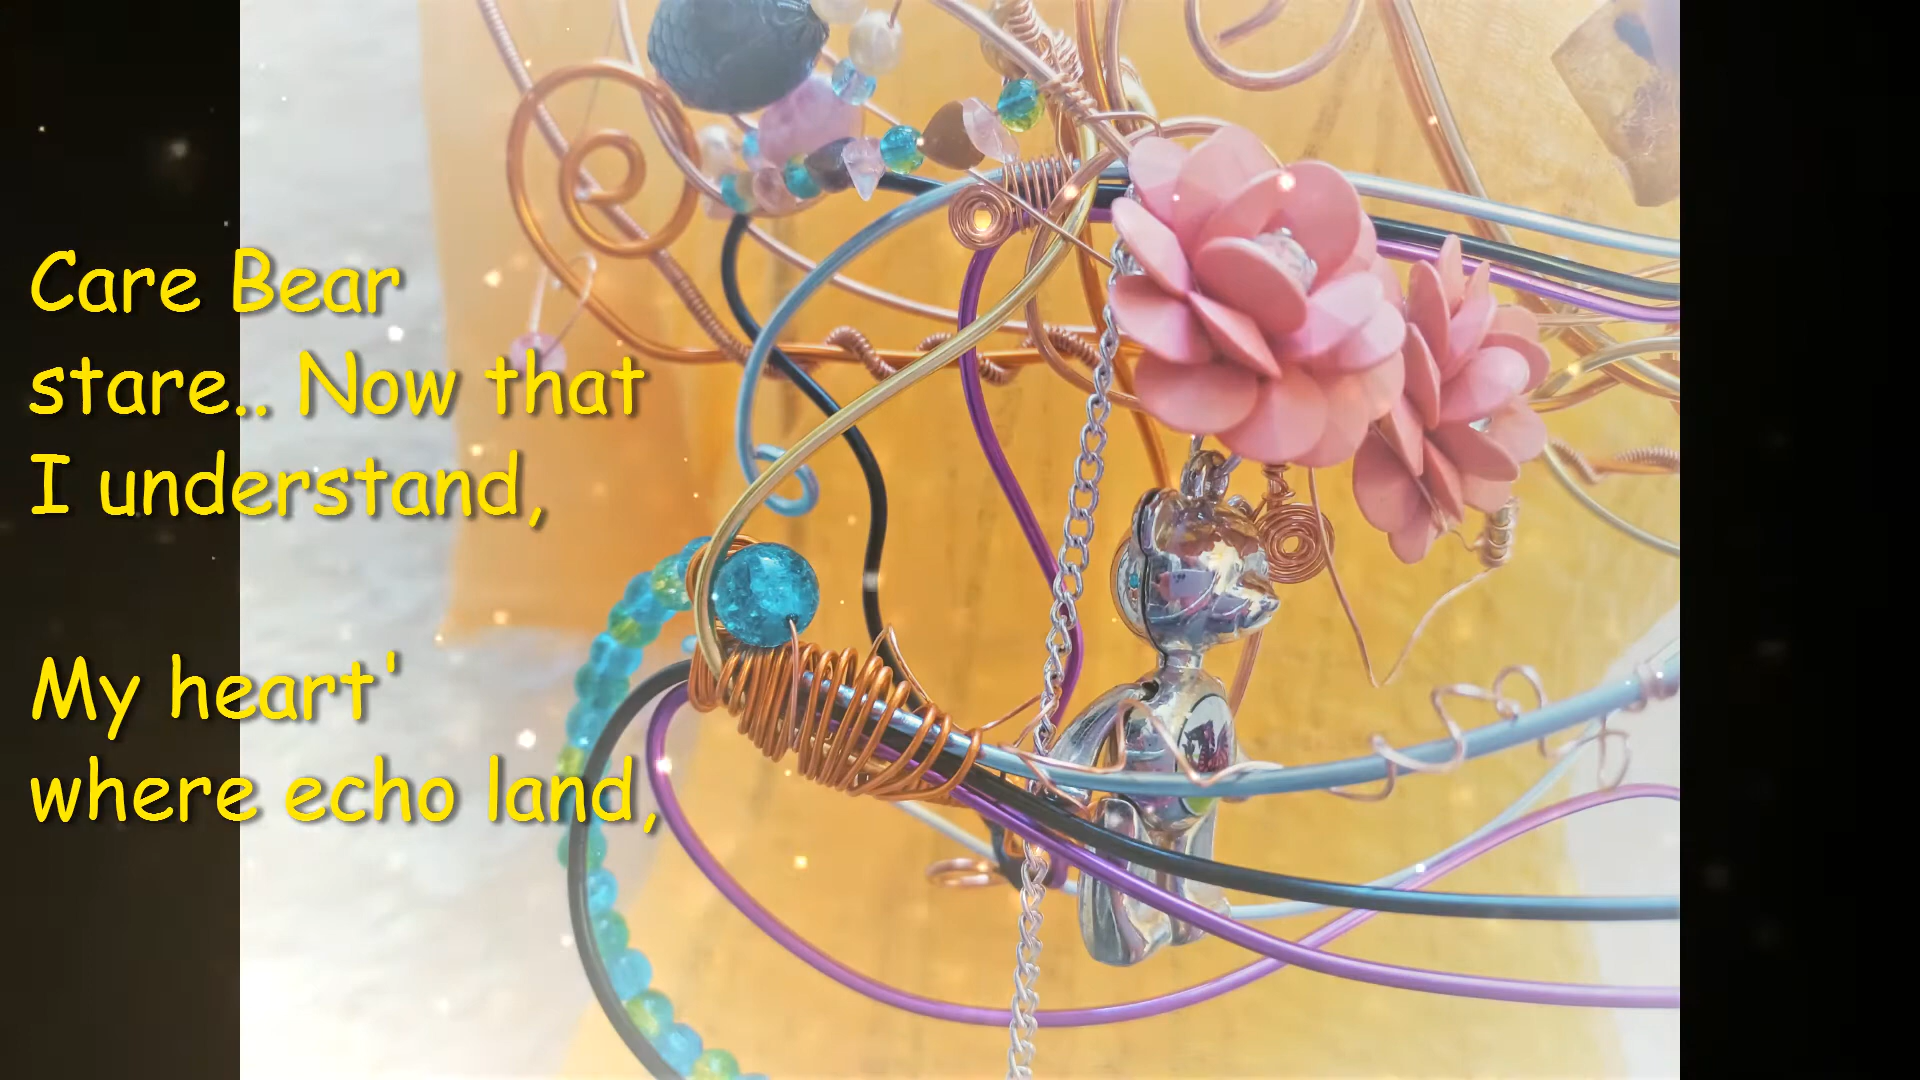 Care Bear
stare.. Now that
I understand,
My heart'
where echo land,